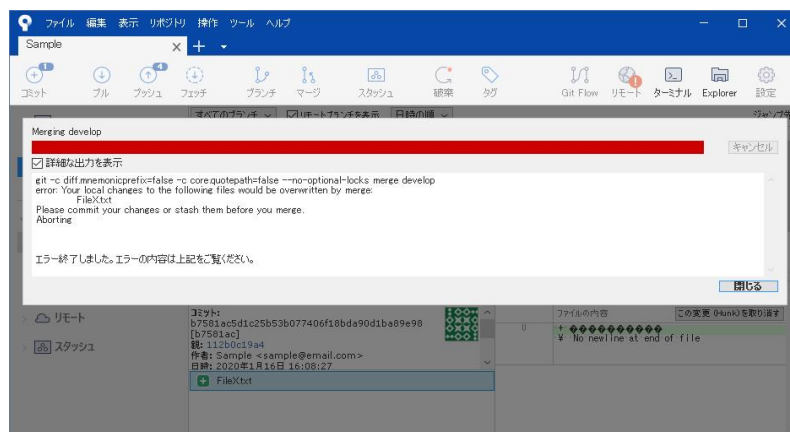 ファイル 編集 表示 リポジトリ 操作 ツール ヘルプ
Sample
1 4
コミット プル プッシュ フェッチ ブランチ マージ スタッシュ 破棄 タグ Git Flow リモート ターミナル Explorer 設定
すべてのブランチ リモートブランチを表示 日時の順
Merging develop
キャンセル
詳細な出力を表示
git -c diff.mnemonicprefix=false -c core.quotepath=false --no-optional-locks merge develop
error: Your local changes to the following files would be overwritten by merge:
FileX.txt
Please commit your changes or stash them before you merge.
Aborting
エラー終了しました。エラーの内容は上記をご覧ください。
閉じる
リモート
スタッシュ
コミット:
b7581ac5d1c25b53b077406f18bda90d1ba89e98
[b7581ac]
親: 112b0c19a4
作者: Sample <sample@email.com>
日時: 2020年1月16日 16:08:27
FileX.txt
ファイルの内容 この変更 (Hunk) を取り消す
0 + �����������
¥ No newline at end of file